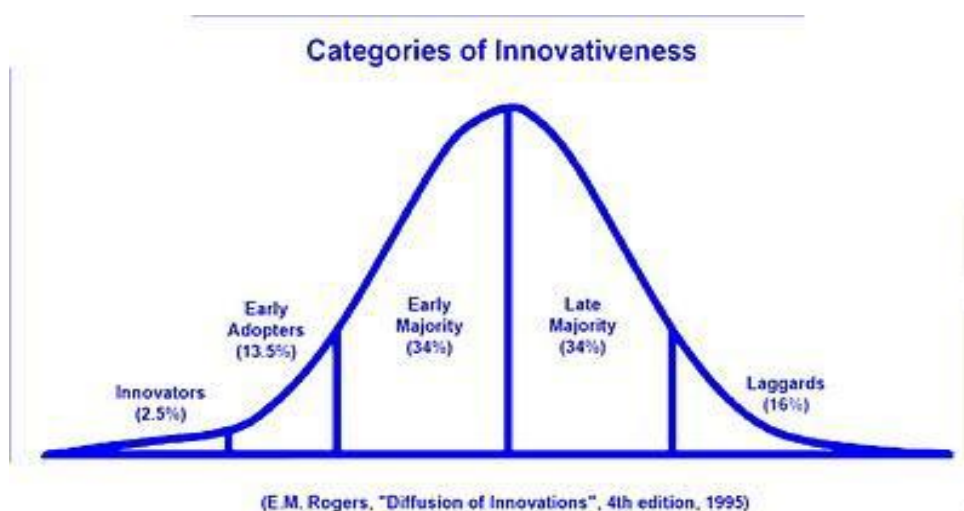 Categories of Innovativeness
Early
Adopters
(13.5%)
Early
Majority
(34%)
Late
Majority
(34%)
Innovators
(2.5%)
Laggards
(16%)
(E.M. Rogers, "Diffusion of Innovations", 4th edition, 1995)